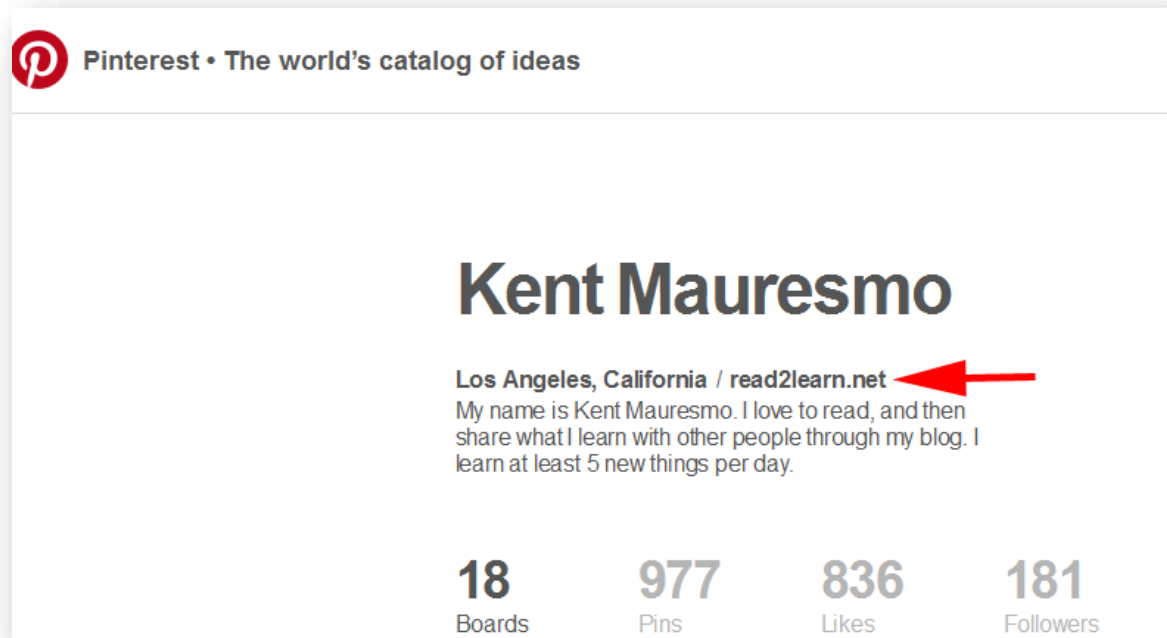 Pinterest • The world’s catalog of ideas
Kent Mauresmo
Los Angeles, California / read2learn.net
My name is Kent Mauresmo. I love to read, and then
share what I learn with other people through my blog. I
learn at least 5 new things per day.
18 977 836 181
Boards Pins Likes Followers